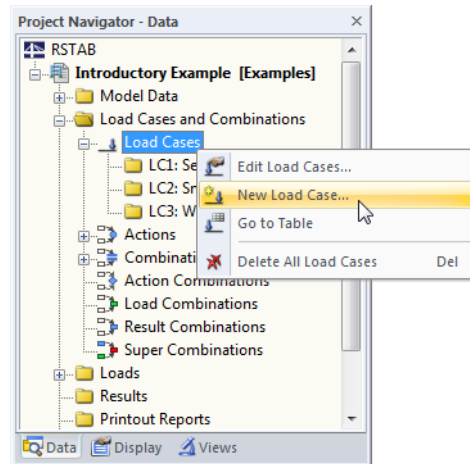 Project Navigator - Data
RSTAB
Introductory Example [Examples]
Model Data
Load Cases and Combinations
Load Cases
LC1: Se
Edit Load Cases...
LC2: Sn
New Load Case...
LC3: W
Go to Table
Actions
Combinati
Delete All Load Cases Del
Action Combinations
Load Combinations
Result Combinations
Super Combinations
Loads
Results
Printout Reports
Data Display Views